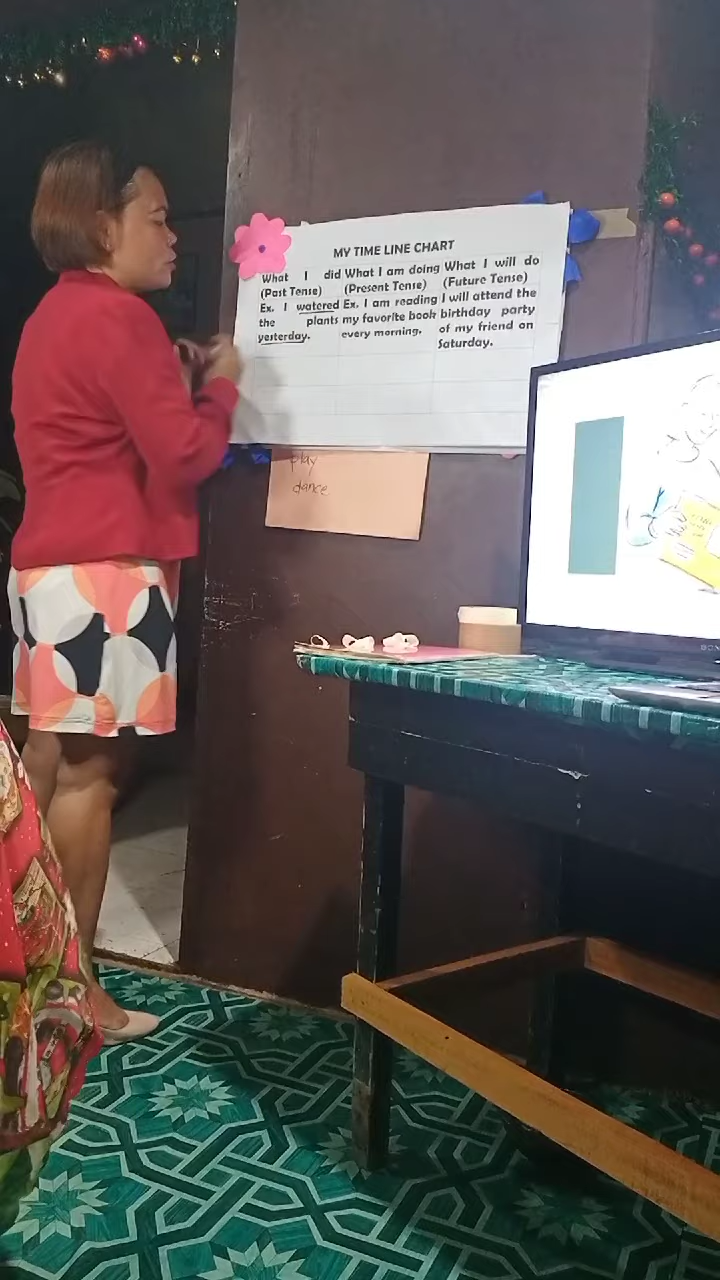 MY TIME LINE CHART
What I did What I am doing What I will do
(Past Tense) (Present Tense) (Future Tense)
Ex. I watered Ex. I am reading I will attend the
the plants my favorite book birthday party
yesterday. every morning. of my friend on
Saturday.
play
dance